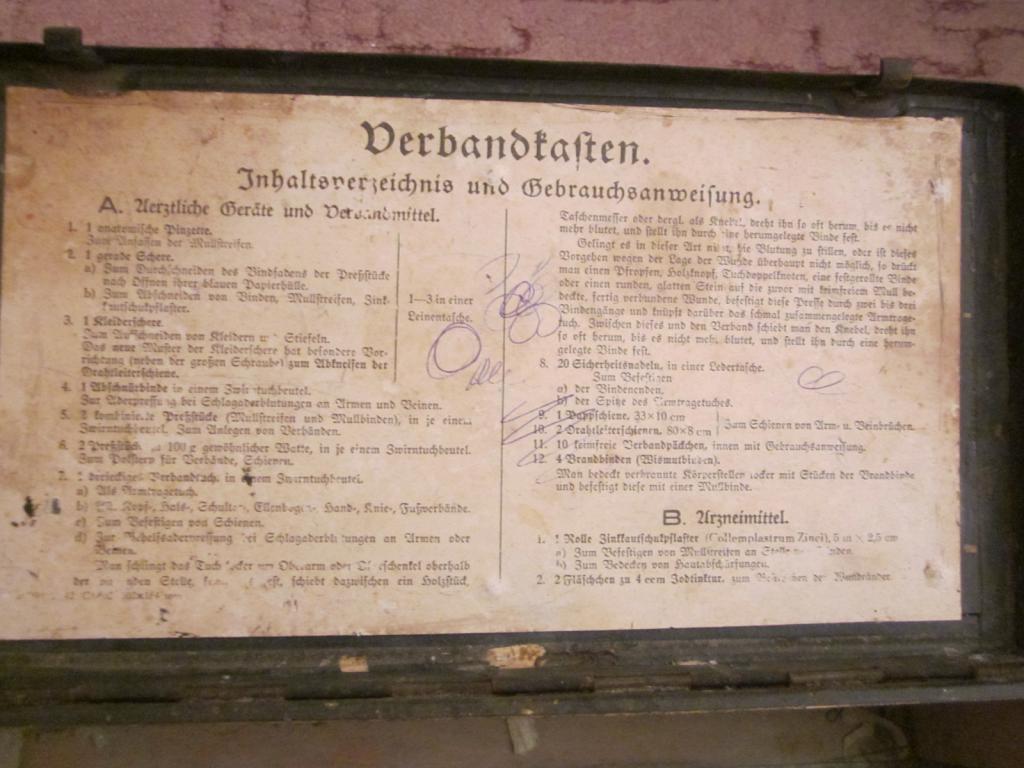 Verbandkasten.
Inhaltsverzeichnis und Gebrauchsanweisung.
A. Aerztliche Geräte und Verbandmittel.
1. 1 anatomische Pinzette.
Zum Anfassen der Mullstreifen.
2. 1 gerade Schere.
a) Zum Durchschneiden des Bindfadens der Preßstücke
nach Öffnen ihrer blauen Papierhülle.
b) Zum Abschneiden von Binden, Mullstreifen, Zink-
kautschukpflaster.
3. 1 Kleiderschere.
Zum Aufschneiden von Kleidern u. Stiefeln.
Das neue Muster der Kleiderschere hat besondere Vor-
richtung (neben der großen Schraube) zum Abkneifen der
Drahtleiterschiene.
1—3 in einer
Leinentasche.
4. 1 Abschnürbinde in einem Zwirntuchbeutel.
Zur Aderpressung bei Schlagaderblutungen an Armen und Beinen.
5. 2 kombinierte Preßstücke (Mullstreifen und Mullbinden), in je einem
Zwirntuchbeutel. Zum Anlegen von Verbänden.
6. 2 Preßstücke 100 g gewöhnlicher Watte, in je einem Zwirntuchbeutel.
Zum Polstern für Verbände, Schienen.
7. 1 dreieckiges Verbandtuch, in einem Zwirntuchbeutel.
a) Als Armtragetuch.
b) Kopf-, Hals-, Schulter-, Ellenbogen-, Hand-, Knie-, Fußverbände.
c) Zum Befestigen von Schienen.
d) Zur Behelfsaderpressung bei Schlagaderblutungen an Armen oder
Beinen.
Man schlingt das Tuch locker um Oberarm oder Oberschenkel oberhalb
der Stelle, schiebt dazwischen ein Holzstück,
Taschenmesser oder dergl. als Knebel, dreht ihn so oft herum, bis es nicht
mehr blutet, und stellt ihn durch eine herumgelegte Binde fest.
Gelingt es in dieser Art nicht, die Blutung zu stillen, oder ist dieses
Vorgehen wegen der Lage der Wunde überhaupt nicht möglich, so drückt
man einen Pfropfen, Holzknopf, Tuchdoppelknoten, eine festgerollte Binde
oder einen runden, glatten Stein auf die zuvor mit keimfreiem Mull be-
deckte, fertig verbundene Wunde, befestigt diese Presse durch zwei bis drei
Bindengänge und knüpft darüber das schmal zusammengelegte Armtrage-
tuch. Zwischen dieses und den Verband schiebt man den Knebel, dreht ihn
so oft herum, bis es nicht mehr blutet, und stellt ihn durch eine herum-
gelegte Binde fest.
8. 20 Sicherheitsnadeln, in einer Ledertasche.
Zum Befestigen
a) der Bindenenden,
b) der Spitze des Armtragetuches.
9. 1 Pappschiene, 33×10 cm
10. 2 Drahtleiterschienen, 80×8 cm
Zum Schienen von Arm- u. Beinbrüchen.
11. 10 keimfreie Verbandpäckchen, innen mit Gebrauchsanweisung.
12. 4 Brandbinden (Wismutbinden).
Man bedeckt verbrannte Körperstellen locker mit Stücken der Brandbinde
und befestigt diese mit einer Mullbinde.
B. Arzneimittel.
1. 1 Rolle Zinkkautschukpflaster (Collemplastrum Zinci), 5 m × 2,5 cm
a) Zum Befestigen von Mullstreifen an Stelle von Binden.
b) Zum Bedecken von Hautabschürfungen.
2. 2 Fläschchen zu 4 ccm Jodtinktur, zum der Wundränder.